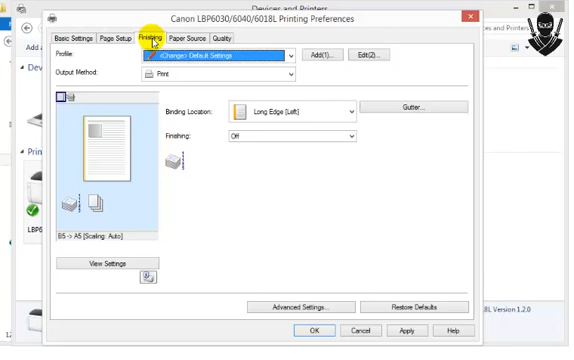 Devices and Printers
Canon LBP6030/6040/6018L Printing Preferences
Basic Settings
Page Setup
Finishing
Paper Source
Quality
Profile:
<Change> Default Settings
Add(1)...
Edit(2)...
Output Method:
Print
Binding Location:
Long Edge [Left]
Gutter...
Finishing:
Off
B5 -> A5 [Scaling: Auto]
View Settings
Advanced Settings...
Restore Defaults
OK
Cancel
Apply
Help
Add a
Dev
Prin
LBP6
es and Printers
18L Version 1.2.0